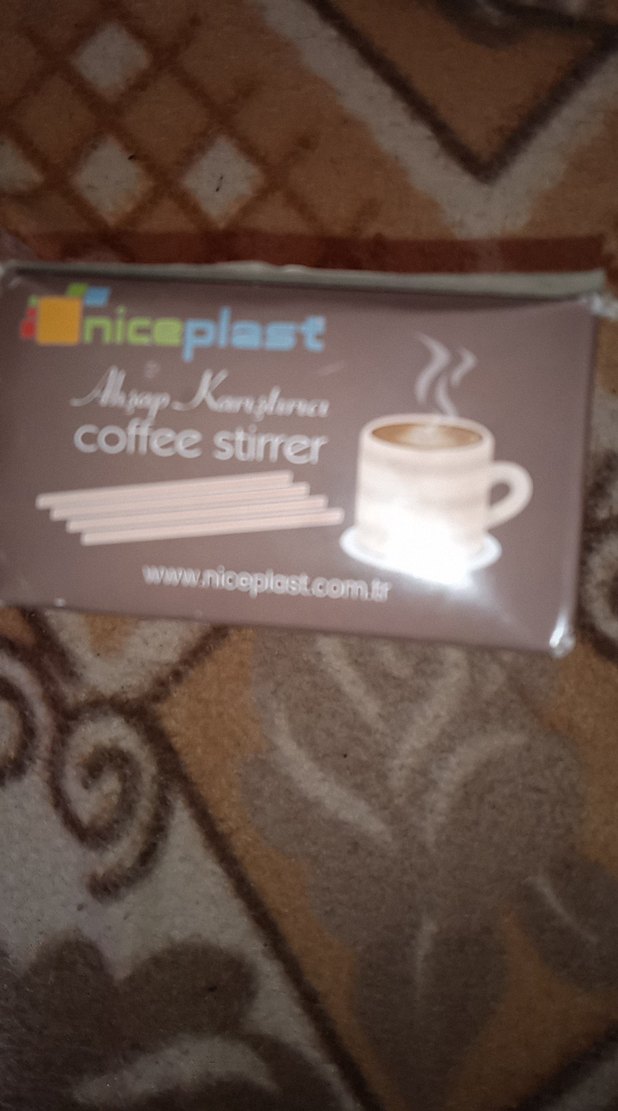 niceplast
Ahşap Karıştırıcı
coffee stirrer
www.niceplast.com.tr